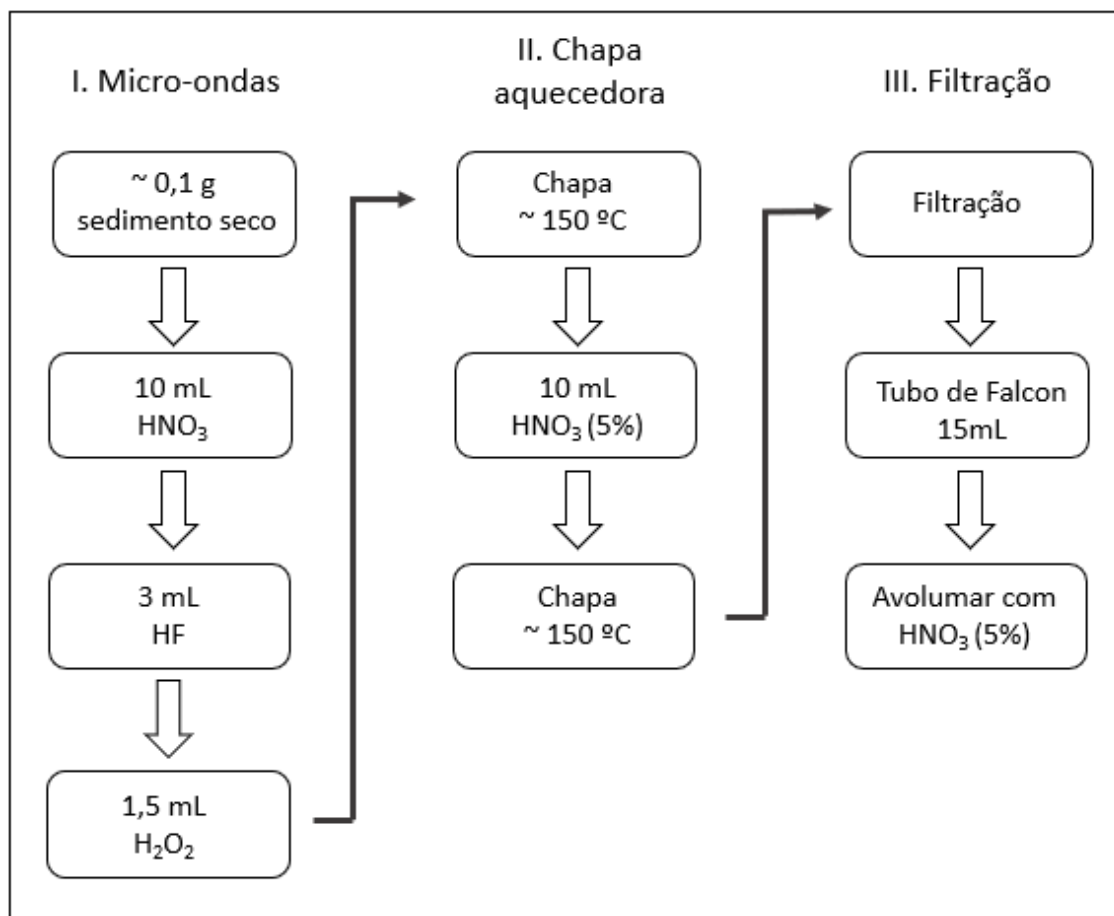 I. Micro-ondas
~ 0,1 g
sedimento seco
10 mL
HNO₃
3 mL
HF
1,5 mL
H₂O₂
II. Chapa
aquecedora
Chapa
~ 150 ºC
10 mL
HNO₃ (5%)
Chapa
~ 150 ºC
III. Filtração
Filtração
Tubo de Falcon
15mL
Avolumar com
HNO₃ (5%)